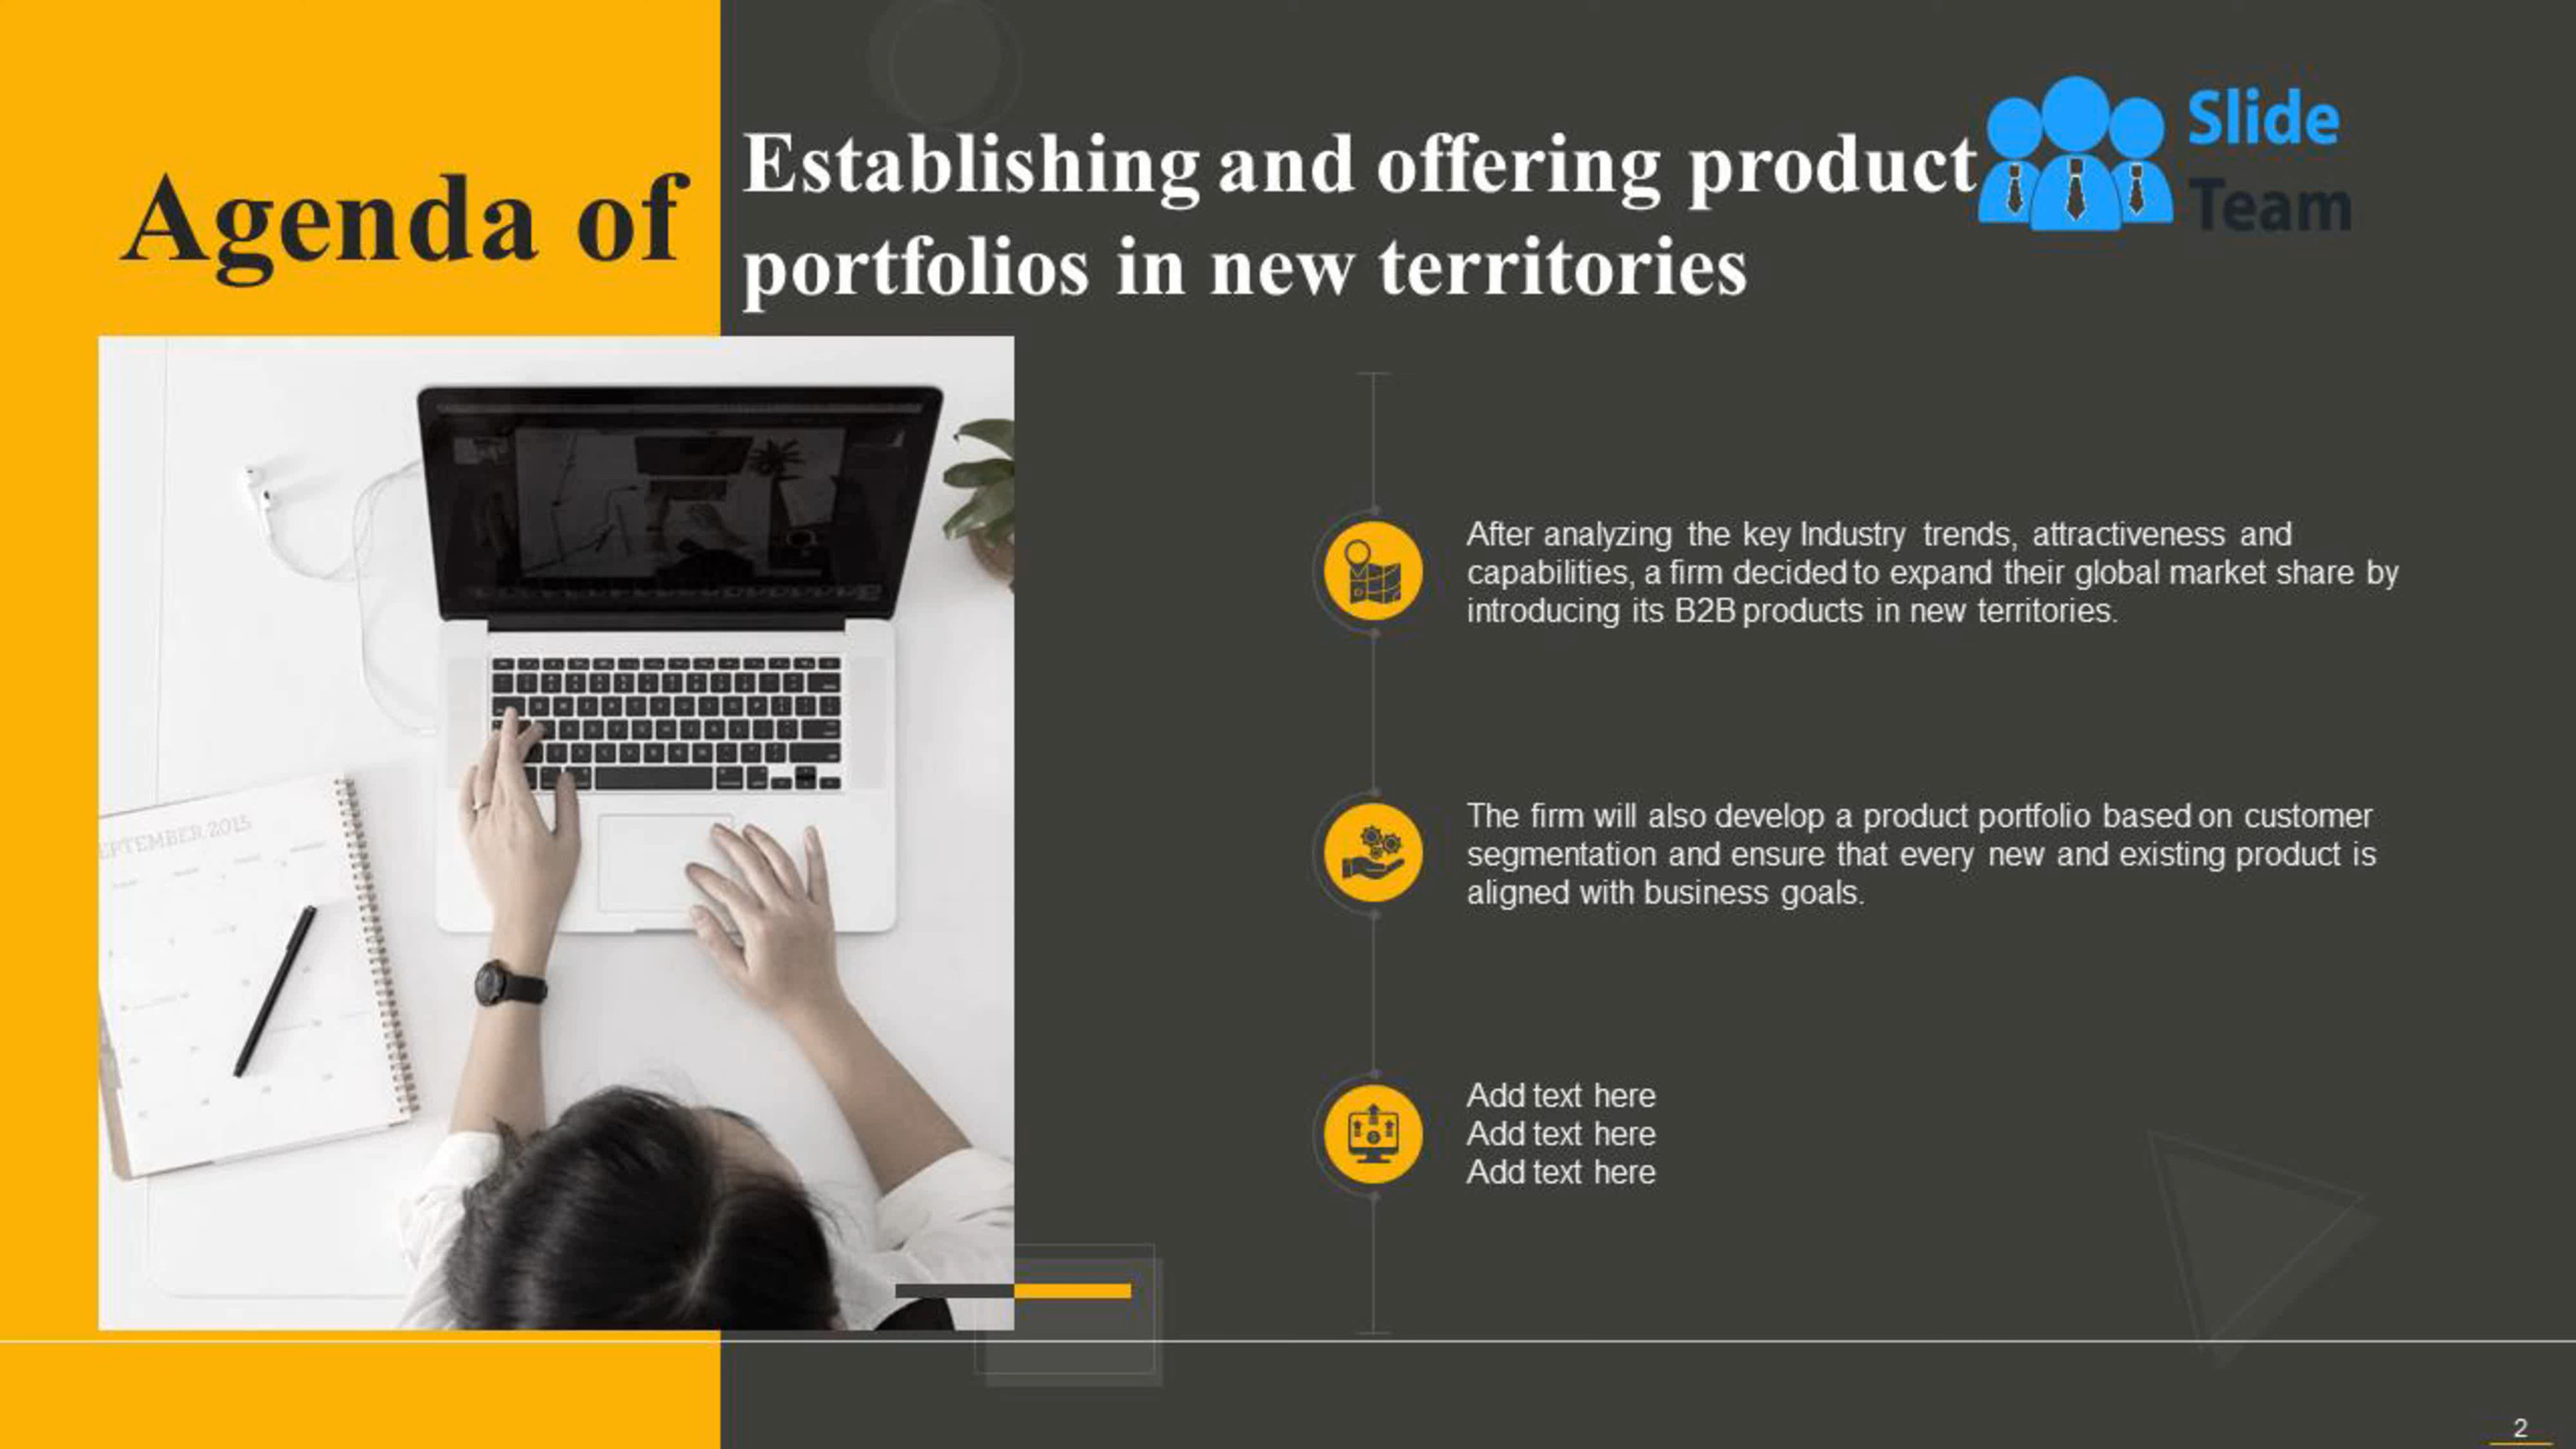 Agenda of
Establishing and offering product
portfolios in new territories
Slide
Team
After analyzing the key Industry trends, attractiveness and
capabilities, a firm decided to expand their global market share by
introducing its B2B products in new territories.
The firm will also develop a product portfolio based on customer
segmentation and ensure that every new and existing product is
aligned with business goals.
Add text here
Add text here
Add text here
EPTEMBER 2015
2